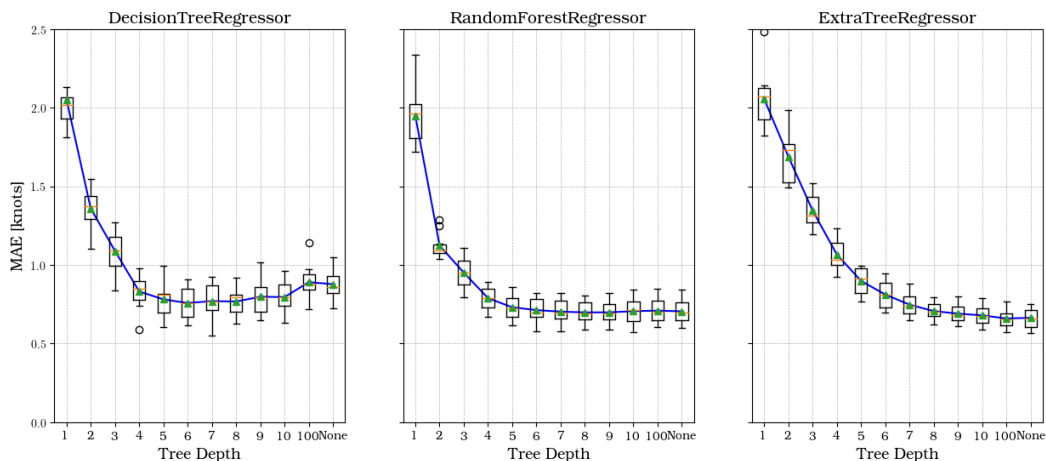 DecisionTreeRegressor
RandomForestRegressor
ExtraTreeRegressor
MAE [knots]
2.5
2.0
1.5
1.0
0.5
0.0
1 2 3 4 5 6 7 8 9 10 100 None
1 2 3 4 5 6 7 8 9 10 100 None
1 2 3 4 5 6 7 8 9 10 100 None
Tree Depth
Tree Depth
Tree Depth